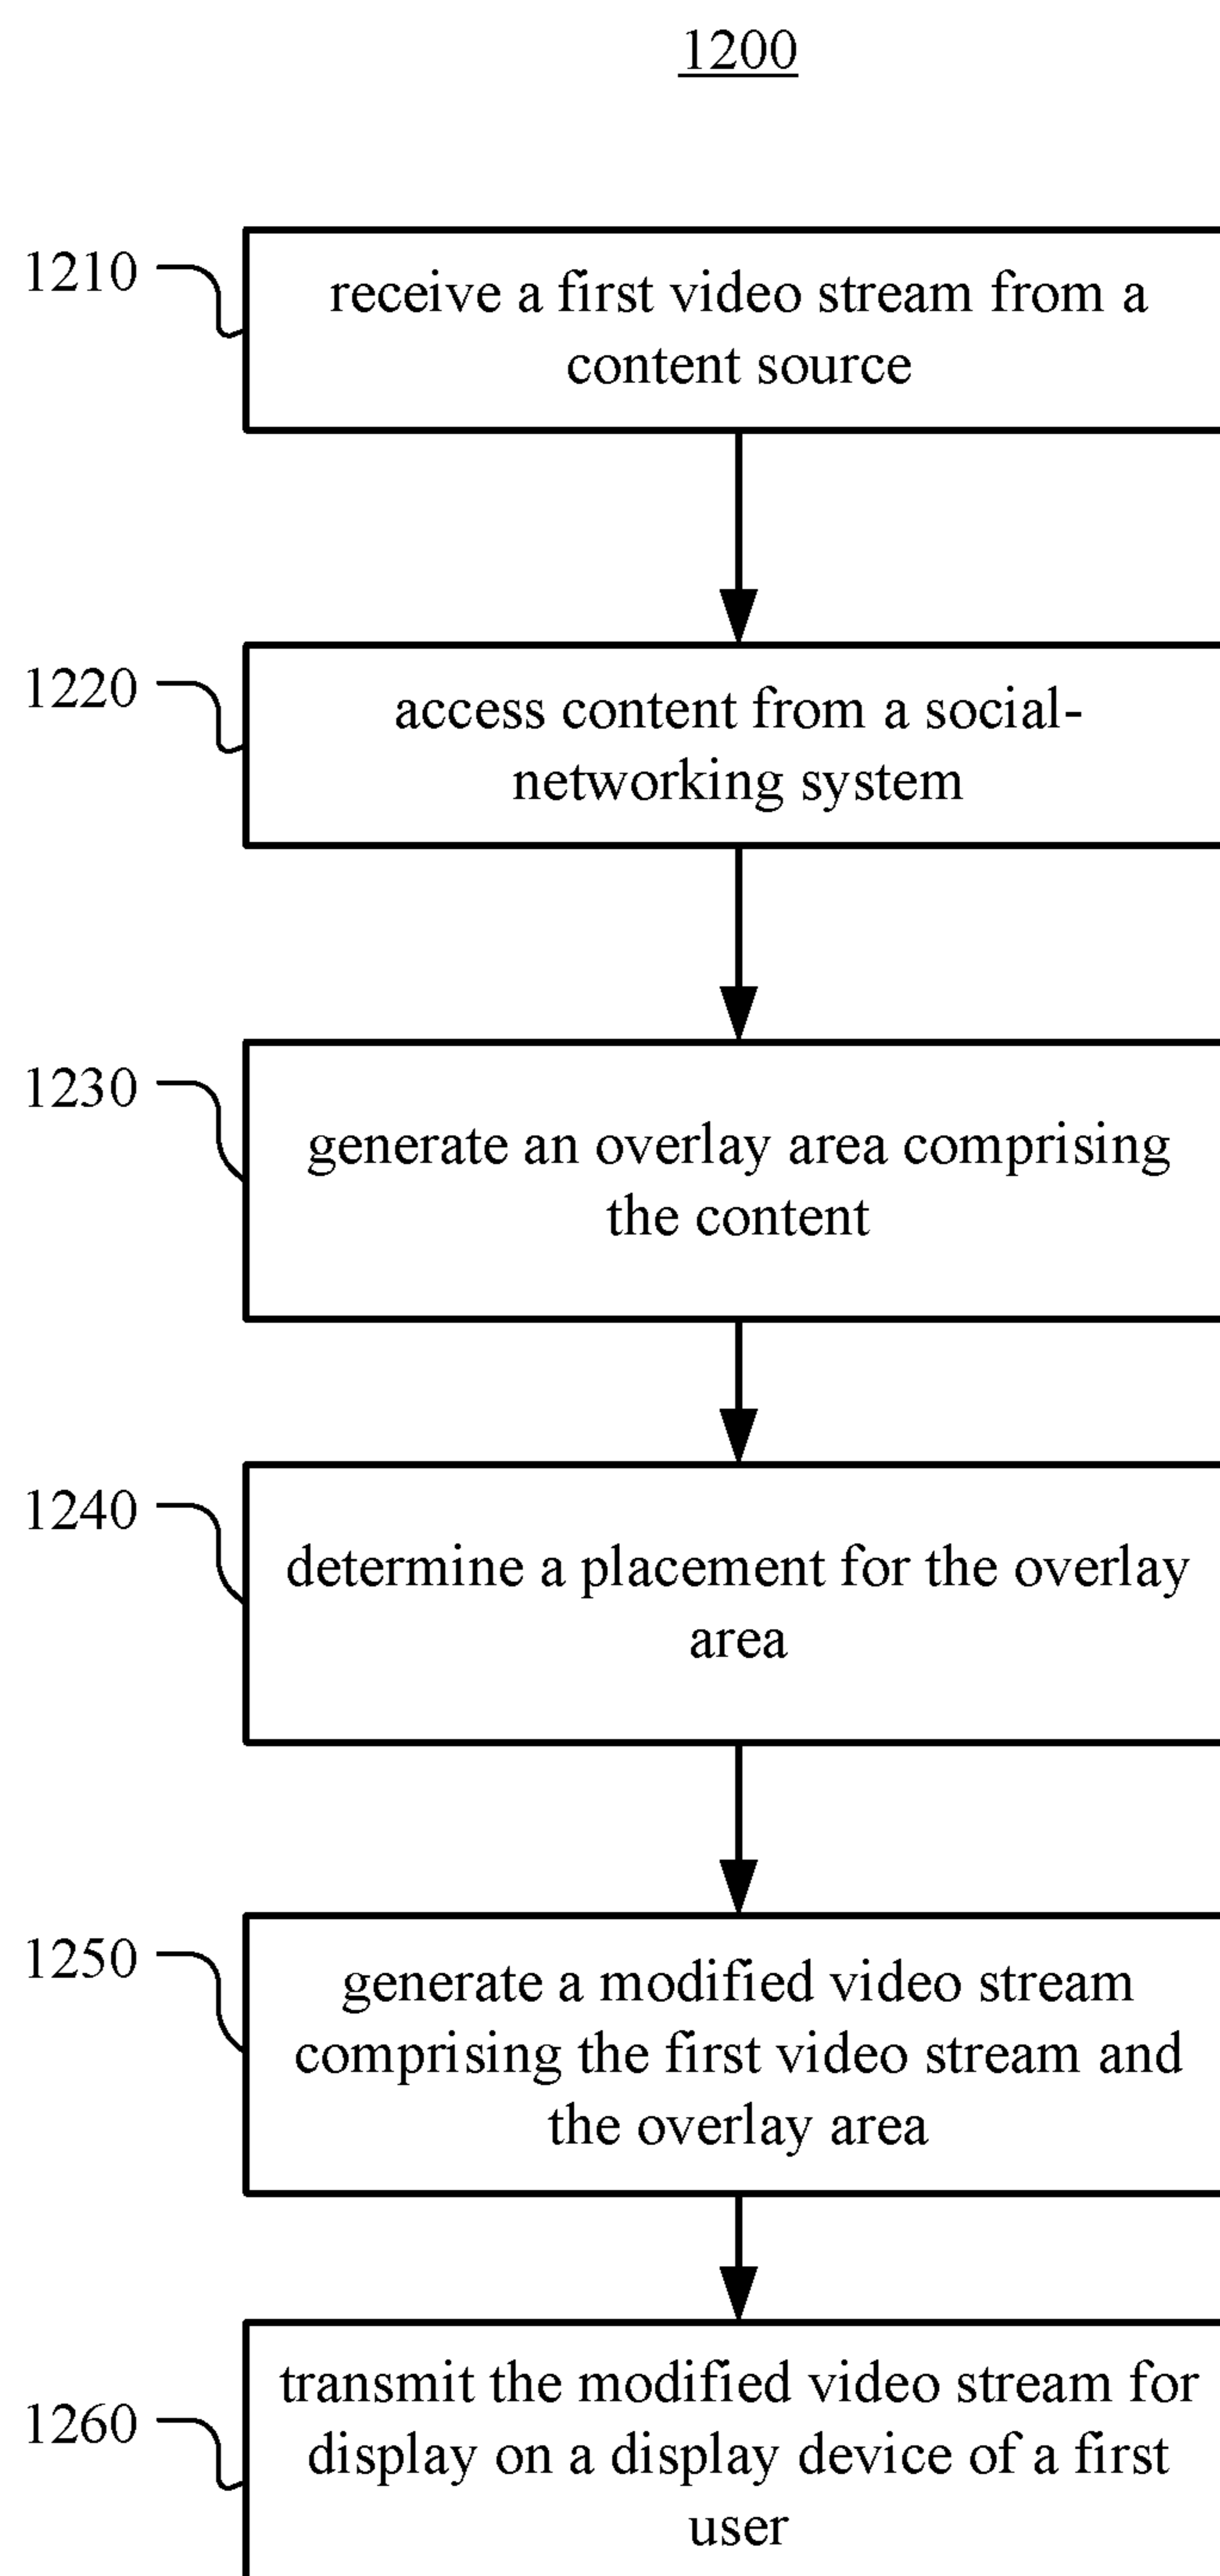 1200
1210
receive a first video stream from a
content source
1220
access content from a social-
networking system
1230
generate an overlay area comprising
the content
1240
determine a placement for the overlay
area
1250
generate a modified video stream
comprising the first video stream and
the overlay area
1260
transmit the modified video stream for
display on a display device of a first
user